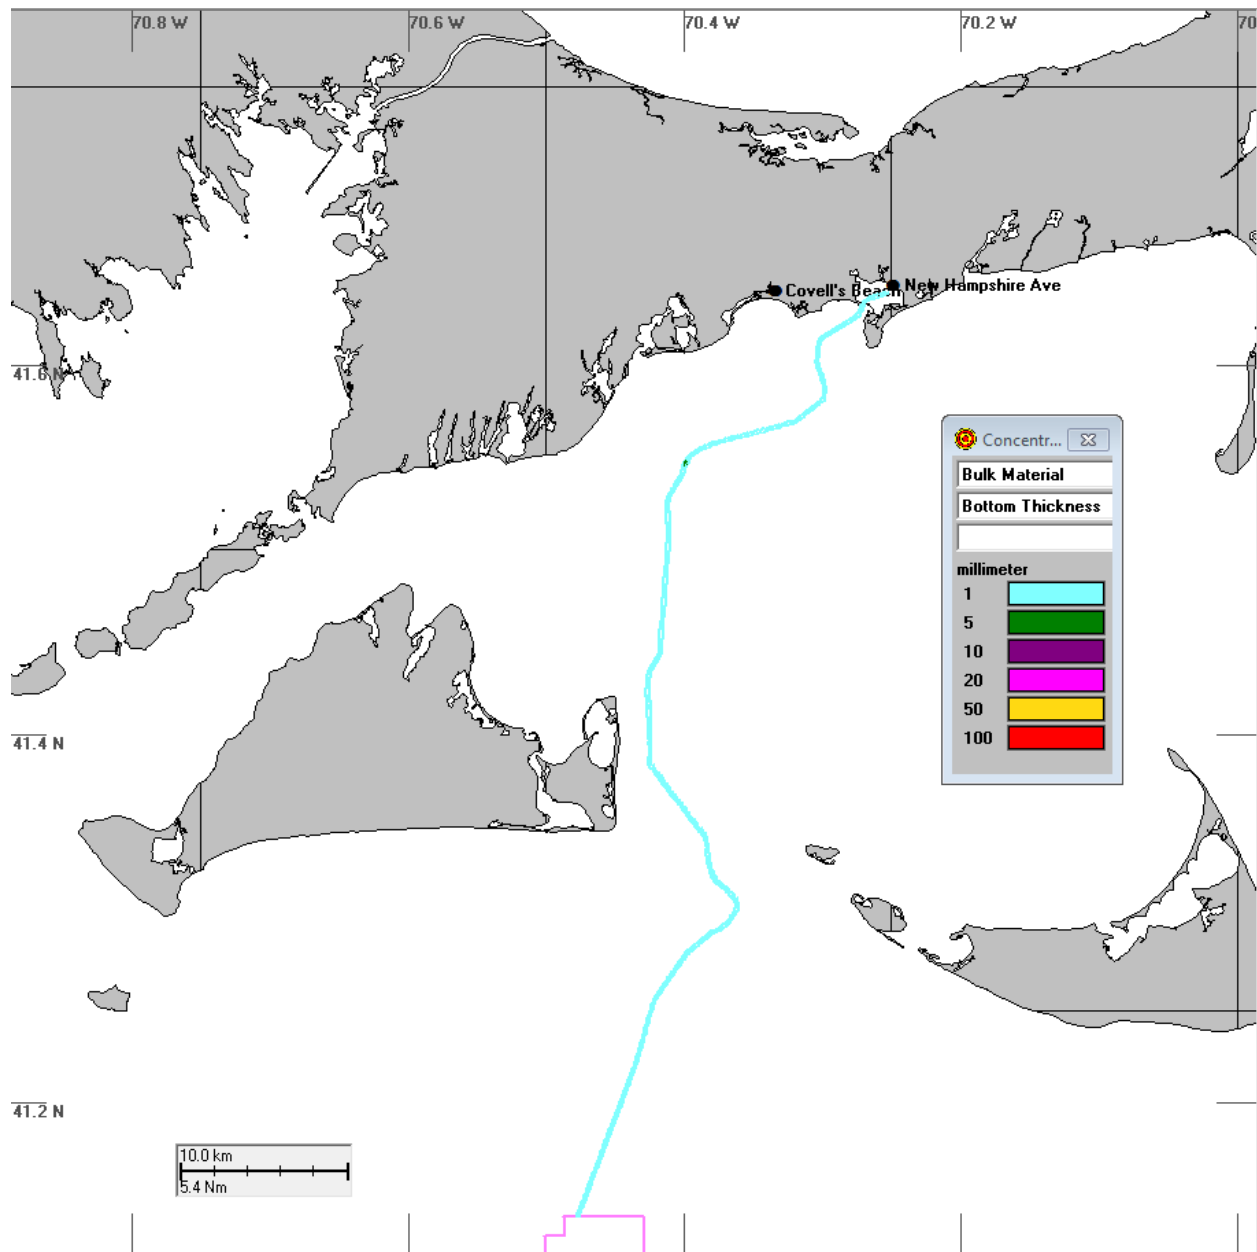 70.8 W
70.6 W
70.4 W
70.2 W
70
Covell's Beach
New Hampshire Ave
41.6 N
Concentr...
Bulk Material
Bottom Thickness
millimeter
1
5
10
20
50
100
41.4 N
41.2 N
10.0 km
5.4 Nm